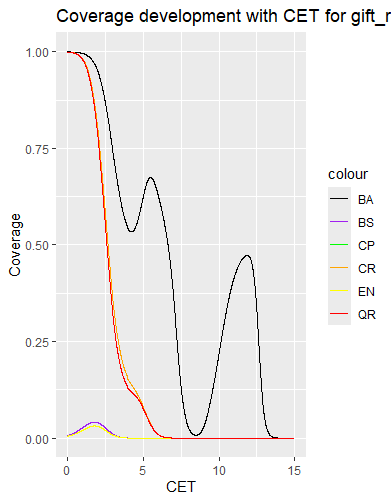 Coverage development with CET for gift_r
1.00
0.75
0.50
0.25
0.00
Coverage
0
5
10
15
CET
colour
BA
BS
CP
CR
EN
QR